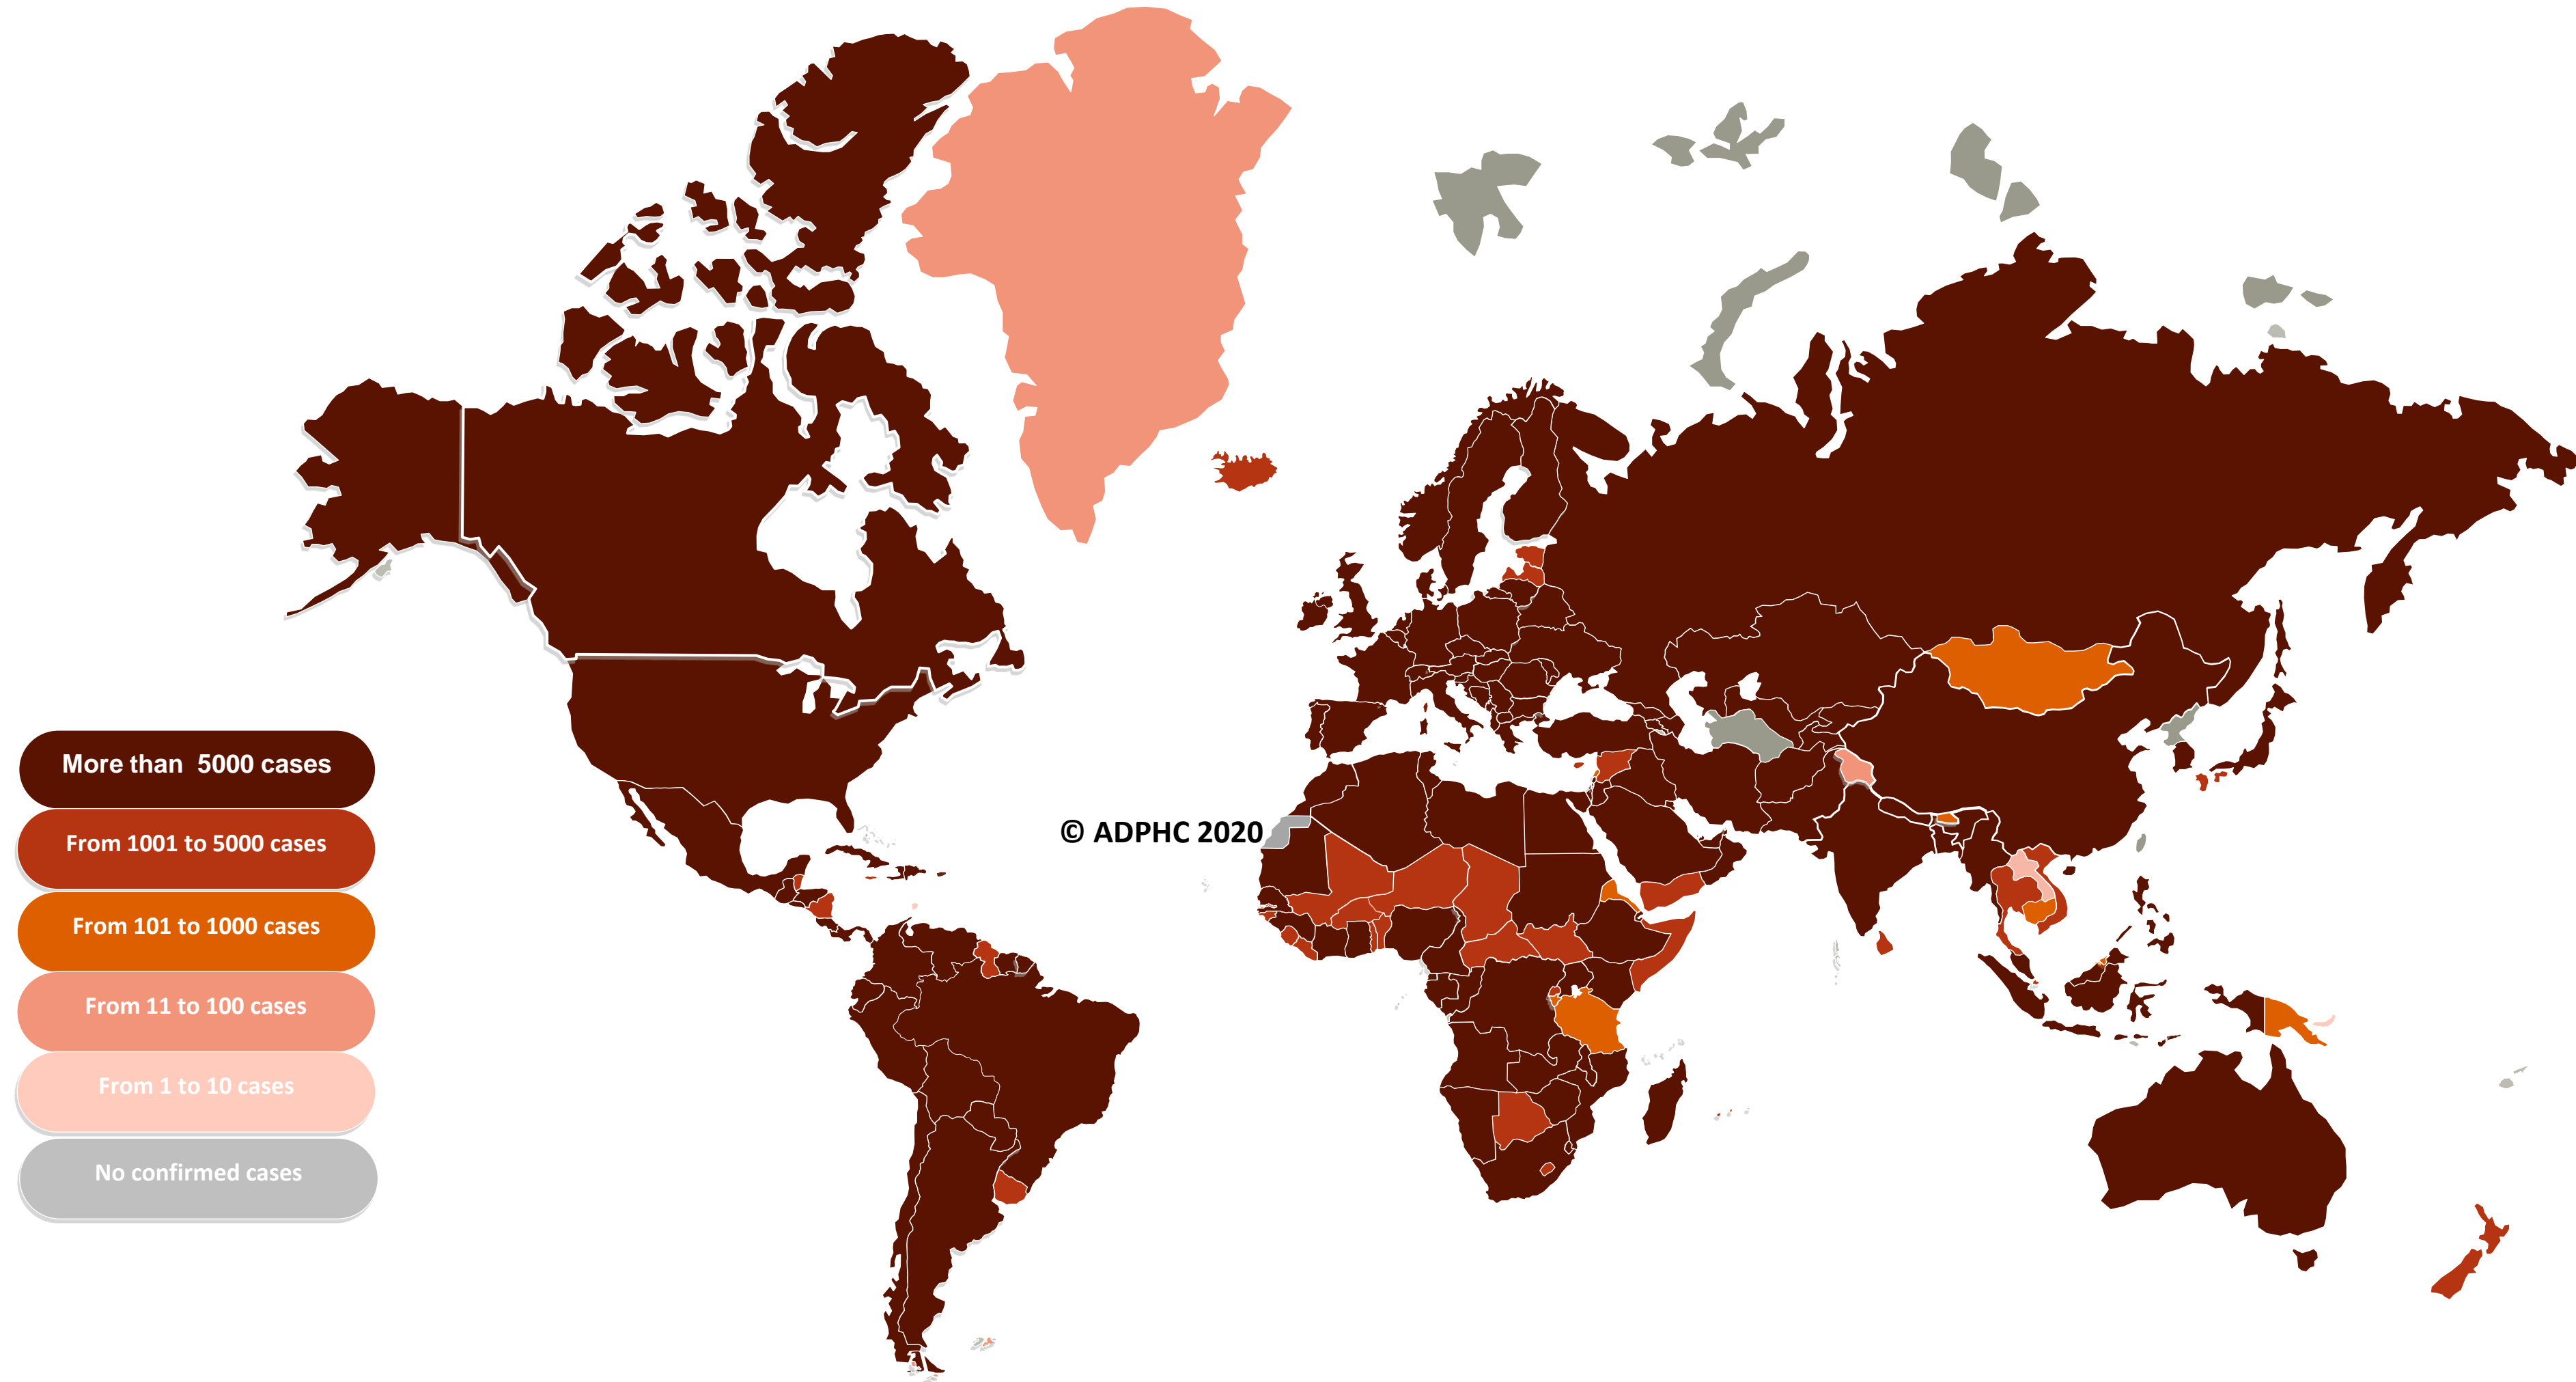 More than 5000 cases
From 1001 to 5000 cases
From 101 to 1000 cases
From 11 to 100 cases
From 1 to 10 cases
No confirmed cases
© ADPHC 2020